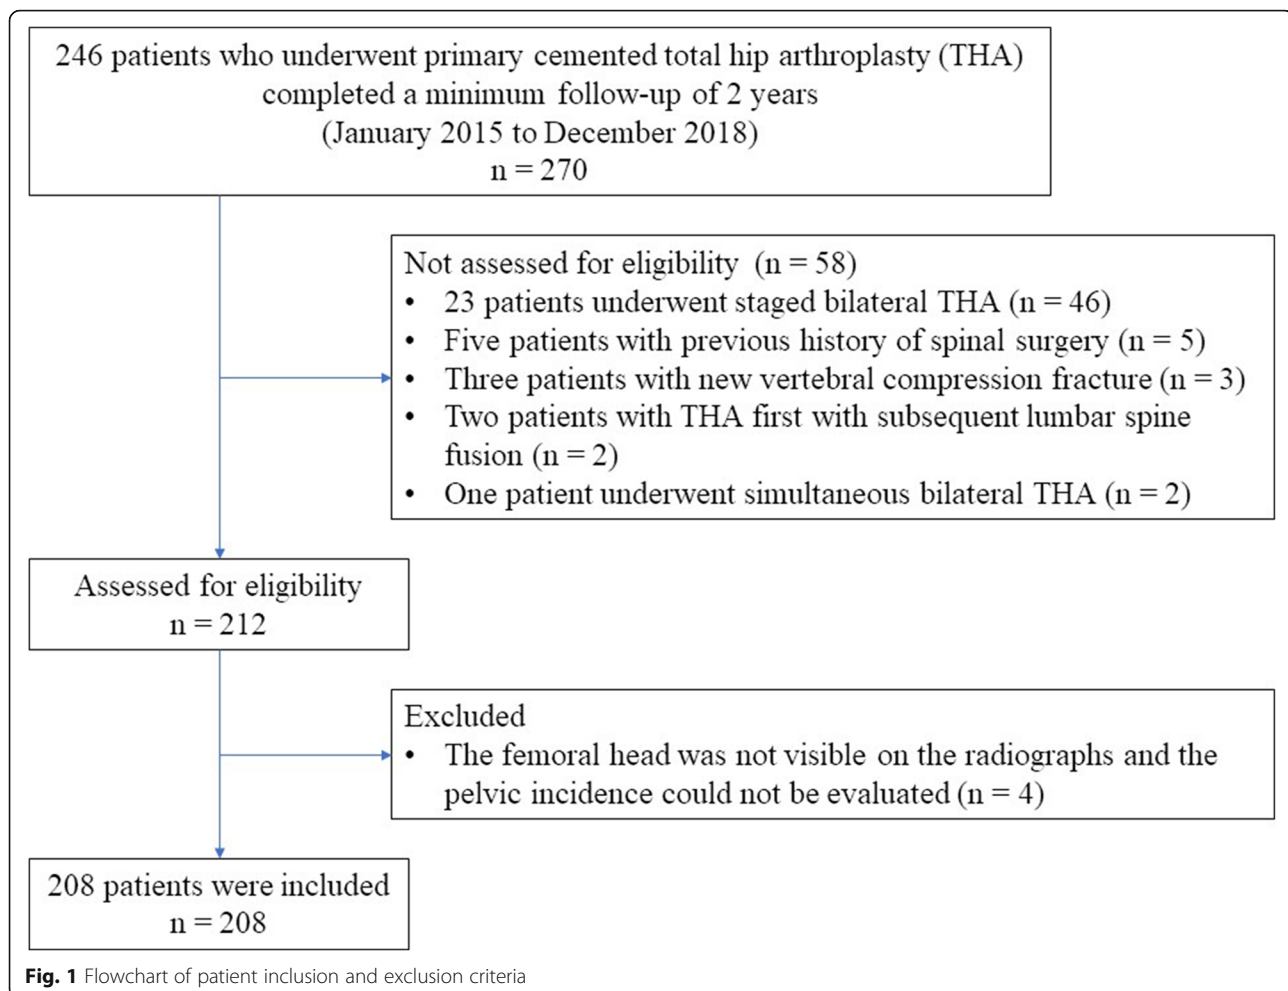 246 patients who underwent primary cemented total hip arthroplasty (THA)
completed a minimum follow-up of 2 years
(January 2015 to December 2018)
n = 270
Not assessed for eligibility (n = 58)
• 23 patients underwent staged bilateral THA (n = 46)
• Five patients with previous history of spinal surgery (n = 5)
• Three patients with new vertebral compression fracture (n = 3)
• Two patients with THA first with subsequent lumbar spine
fusion (n = 2)
• One patient underwent simultaneous bilateral THA (n = 2)
Assessed for eligibility
n = 212
Excluded
• The femoral head was not visible on the radiographs and the
pelvic incidence could not be evaluated (n = 4)
208 patients were included
n = 208
Fig. 1 Flowchart of patient inclusion and exclusion criteria